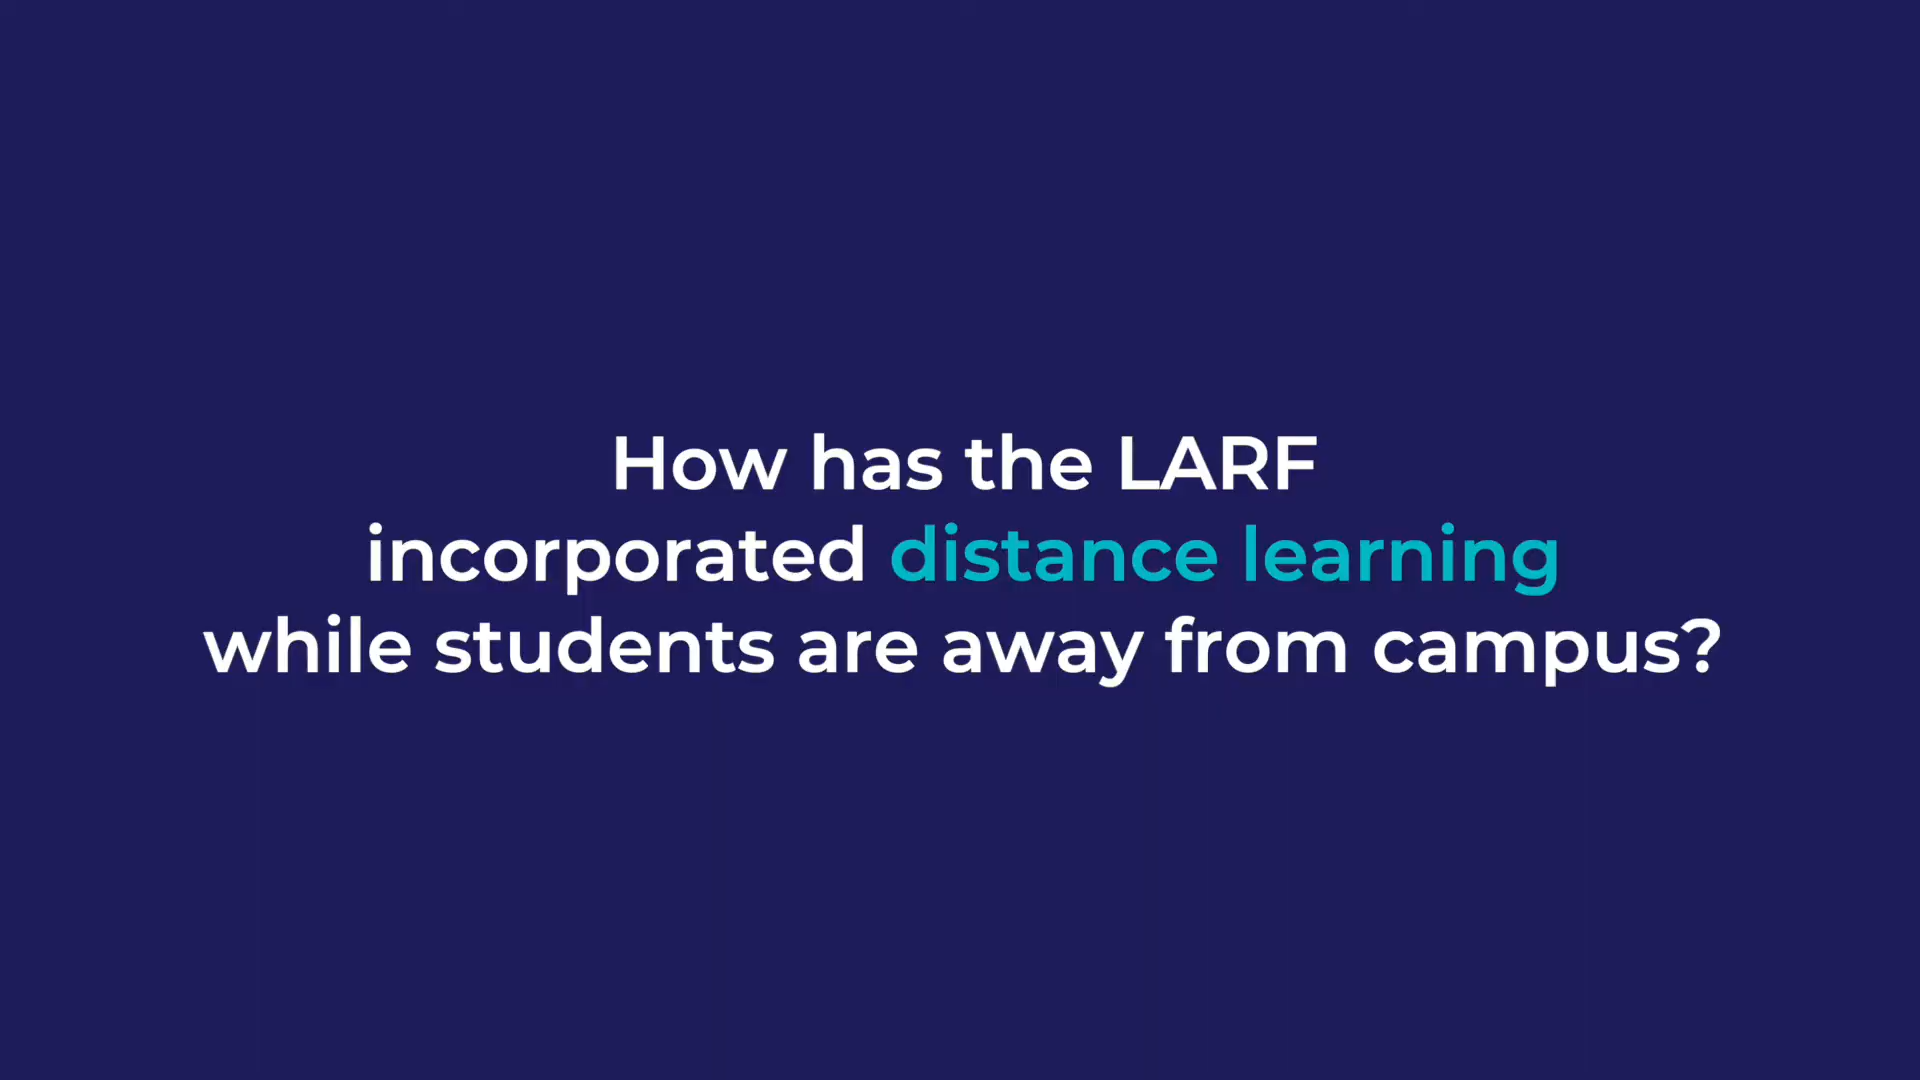 How has the LARF
incorporated distance learning
while students are away from campus?